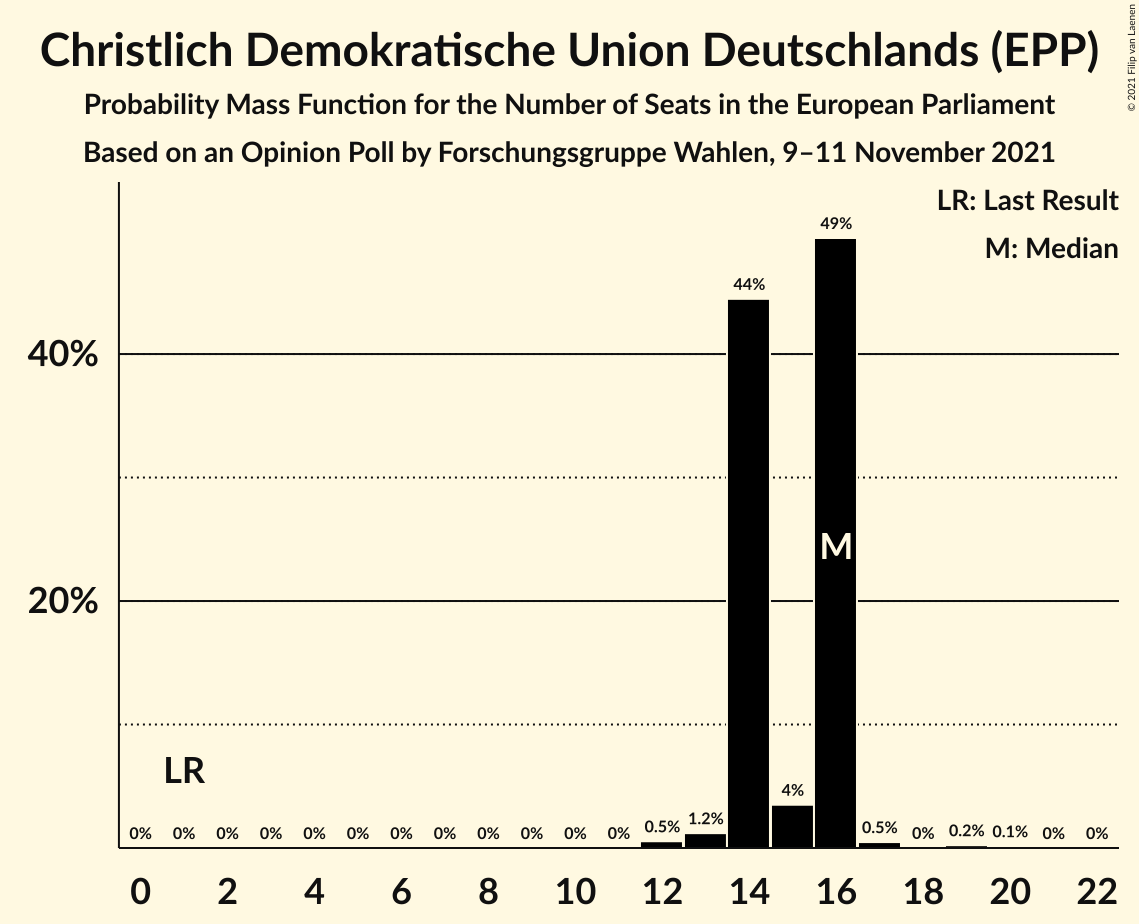 Christlich Demokratische Union Deutschlands (EPP)
Probability Mass Function for the Number of Seats in the European Parliament
Based on an Opinion Poll by Forschungsgruppe Wahlen, 9–11 November 2021
© 2021 Filip van Laenen
LR: Last Result
M: Median
49%
44%
40%
M
20%
LR
0% 0% 0% 0% 0% 0% 0% 0% 0% 0% 0% 0% 0.5% 1.2% 4% 0.5% 0% 0.2% 0.1% 0% 0%
0 2 4 6 8 10 12 14 16 18 20 22